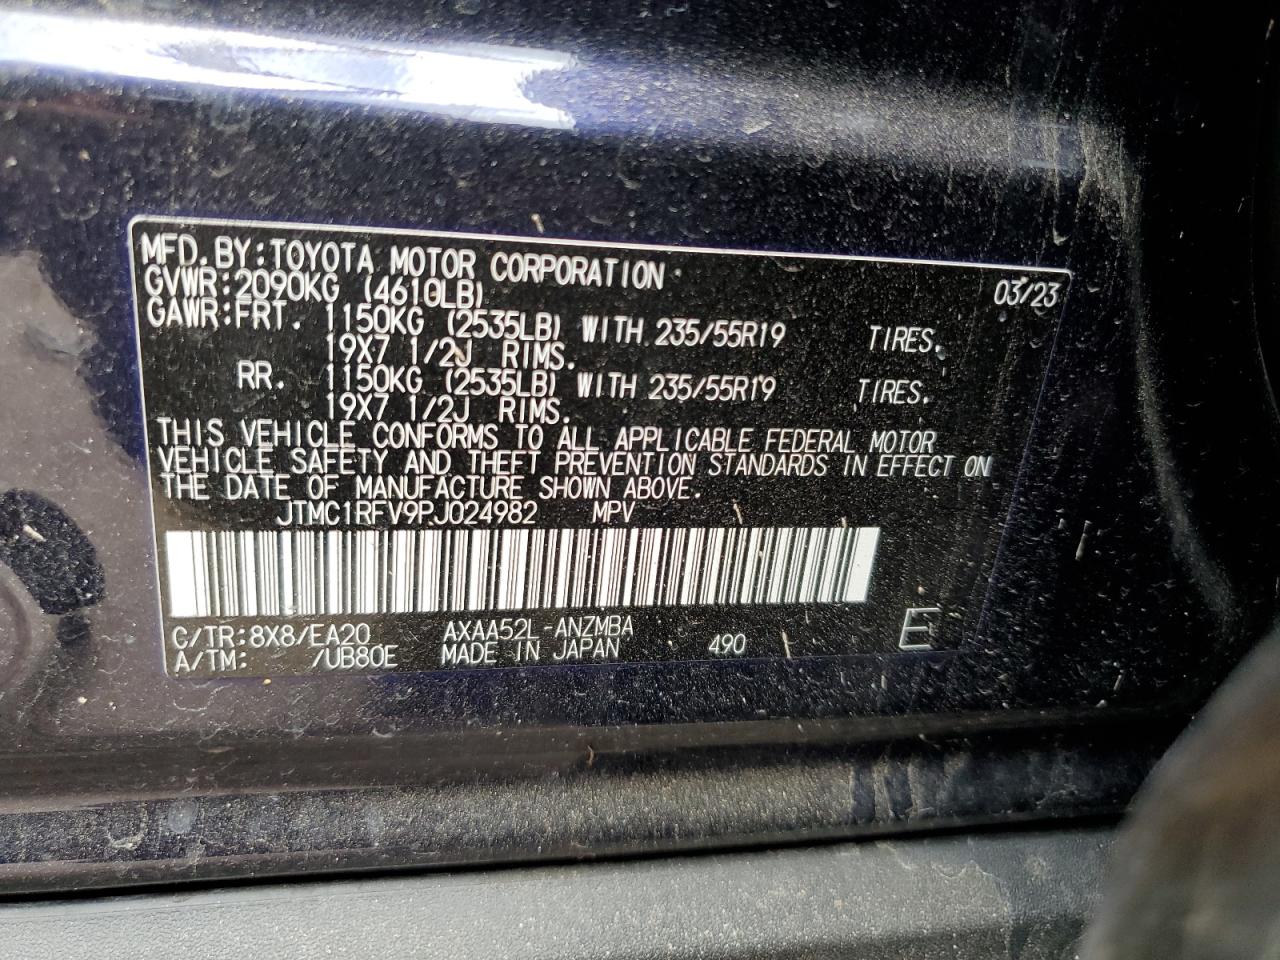 MFD.BY:TOYOTA MOTOR CORPORATION 03/23
GVWR:2090KG (4610LB)
GAWR:FRT. 1150KG (2535LB) WITH 235/55R19 TIRES.
19X7 1/2J RIMS.
RR. 1150KG (2535LB) WITH 235/55R19 TIRES.
19X7 1/2J RIMS.
THIS VEHICLE CONFORMS TO ALL APPLICABLE FEDERAL MOTOR
VEHICLE SAFETY AND THEFT PREVENTION STANDARDS IN EFFECT ON
THE DATE OF MANUFACTURE SHOWN ABOVE.
JTMC1RFV9PJ024982 MPV
C/TR:8X8/EA20 AXAA52L-ANZMBA 490 E
A/TM: /UB80E MADE IN JAPAN